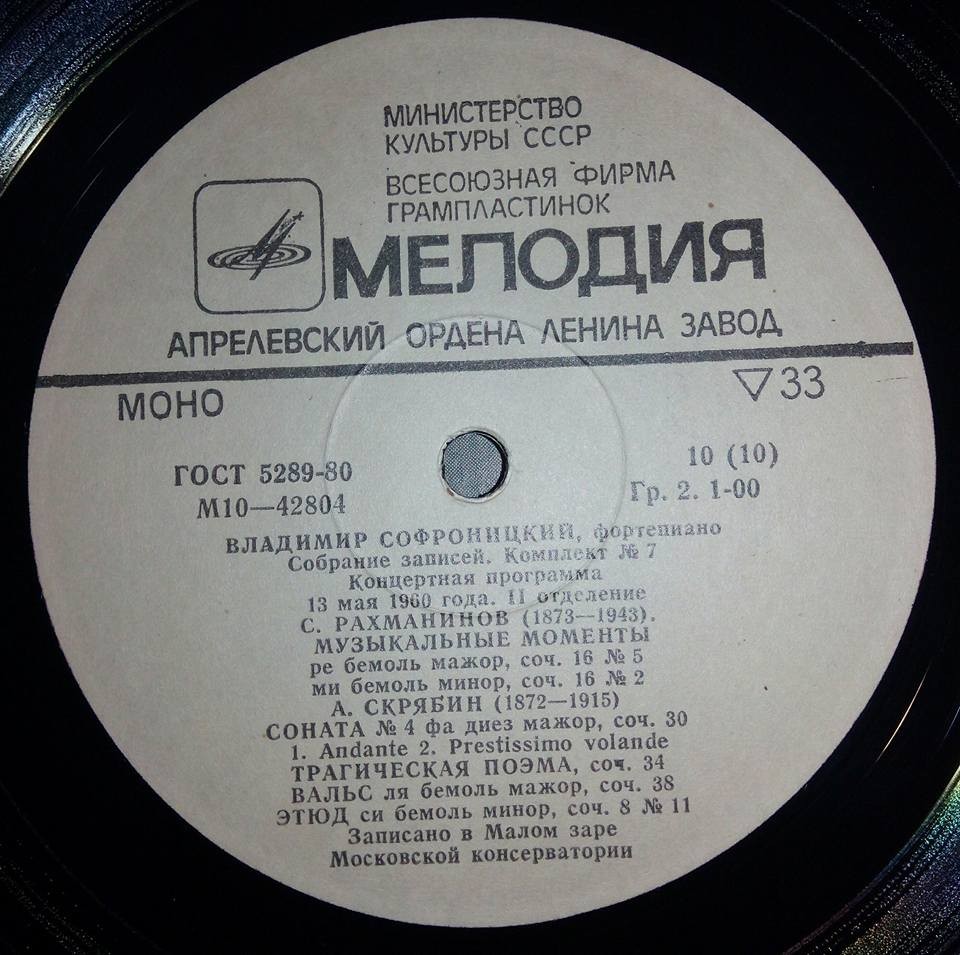 МИНИСТЕРСТВО
КУЛЬТУРЫ СССР
ВСЕСОЮЗНАЯ ФИРМА
ГРАМПЛАСТИНОК
МЕЛОДИЯ
АПРЕЛЕВСКИЙ ОРДЕНА ЛЕНИНА ЗАВОД
МОНО
33
ГОСТ 5289-80
10 (10)
М10—42804
Гр. 2. 1-00
ВЛАДИМИР СОФРОНИЦКИЙ, фортепиано
Собрание записей. Комплект № 7
Концертная программа
13 мая 1960 года. II отделение
С. РАХМАНИНОВ (1873—1943).
МУЗЫКАЛЬНЫЕ МОМЕНТЫ
ре бемоль мажор, соч. 16 № 5
ми бемоль минор, соч. 16 № 2
А. СКРЯБИН (1872—1915)
СОНАТА № 4 фа диез мажор, соч. 30
1. Andante 2. Prestissimo volande
ТРАГИЧЕСКАЯ ПОЭМА, соч. 34
ВАЛЬС ля бемоль мажор, соч. 38
ЭТЮД си бемоль минор, соч. 8 № 11
Записано в Малом заре
Московской консерватории